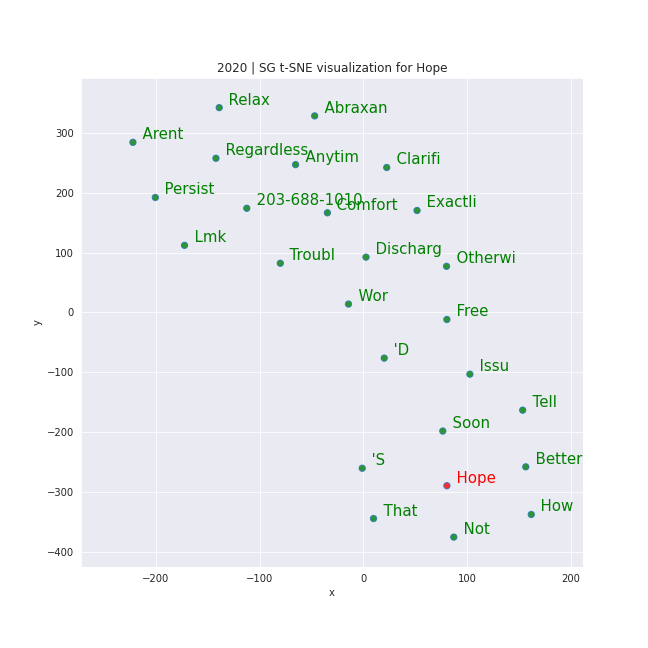 2020 | SG t-SNE visualization for Hope
Relax
Abraxan
Arent
Regardless
Anytim
Clarifi
Persist
203-688-1010
Comfort
Exactli
Lmk
Troubl
Discharg
Otherwi
Wor
Free
'D
Issu
Tell
Soon
'S
Better
Hope
That
How
Not
300
200
100
0
−100
−200
−300
−400
y
−200
−100
0
100
200
x